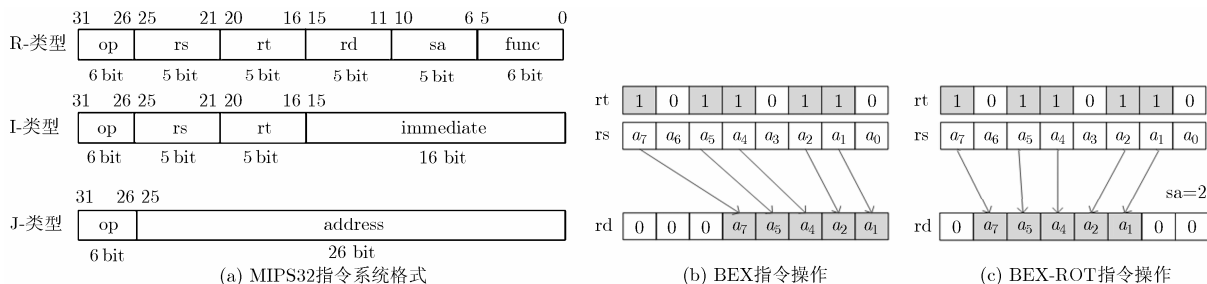 31 26 25 21 20 16 15 11 10 6 5 0
R-类型 op rs rt rd sa func
6 bit 5 bit 5 bit 5 bit 5 bit 6 bit
31 26 25 21 20 16 15
I-类型 op rs rt immediate
6 bit 5 bit 5 bit 16 bit
31 26 25
J-类型 op address
6 bit 26 bit
(a) MIPS32指令系统格式
rt 1 0 1 1 0 1 1 0
rs a₇ a₆ a₅ a₄ a₃ a₂ a₁ a₀
rd 0 0 0 a₇ a₅ a₄ a₂ a₁
(b) BEX指令操作
rt 1 0 1 1 0 1 1 0
rs a₇ a₆ a₅ a₄ a₃ a₂ a₁ a₀
sa=2
rd 0 a₇ a₅ a₄ a₂ a₁ 0 0
(c) BEX-ROT指令操作